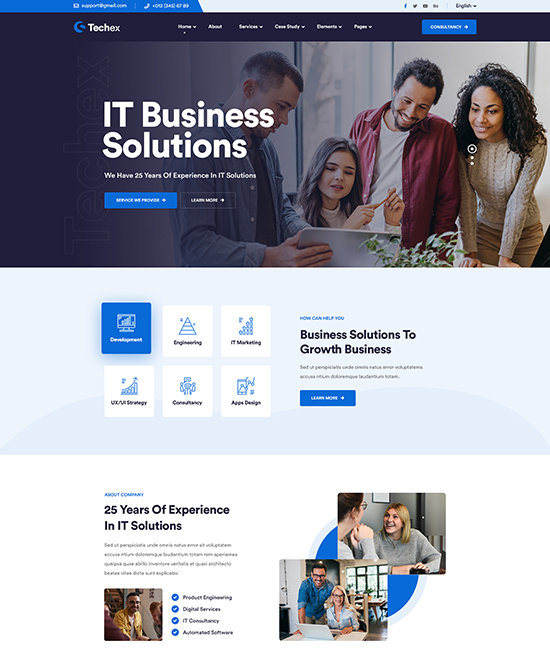 support@gmail.com
+012 (345) 67 89
English
Techex
Home
About
Services
Case Study
Elements
Pages
CONSULTANCY
Techex
IT Business
Solutions
We Have 25 Years Of Experience In IT Solutions
SERVICE WE PROVIDE
LEARN MORE
Development
Engineering
IT Marketing
UX/UI Strategy
Consultancy
Apps Design
HOW CAN HELP YOU
Business Solutions To
Growth Business
Sed ut perspiciatis unde omnis natus error voluptatem
accusa ntium doloremque laudantium totam.
LEARN MORE
ABOUT COMPANY
25 Years Of Experience
In IT Solutions
Sed ut perspiciatis unde omnis natus error sit voluptatem
accusa ntium doloremque laudantium totam rem aperiamea
quaipsa quae abillo inventore veritatis et quasi architecto
beatae vitae dicta sunt explicabo.
Product Engineering
Digital Services
IT Consultancy
Automated Software